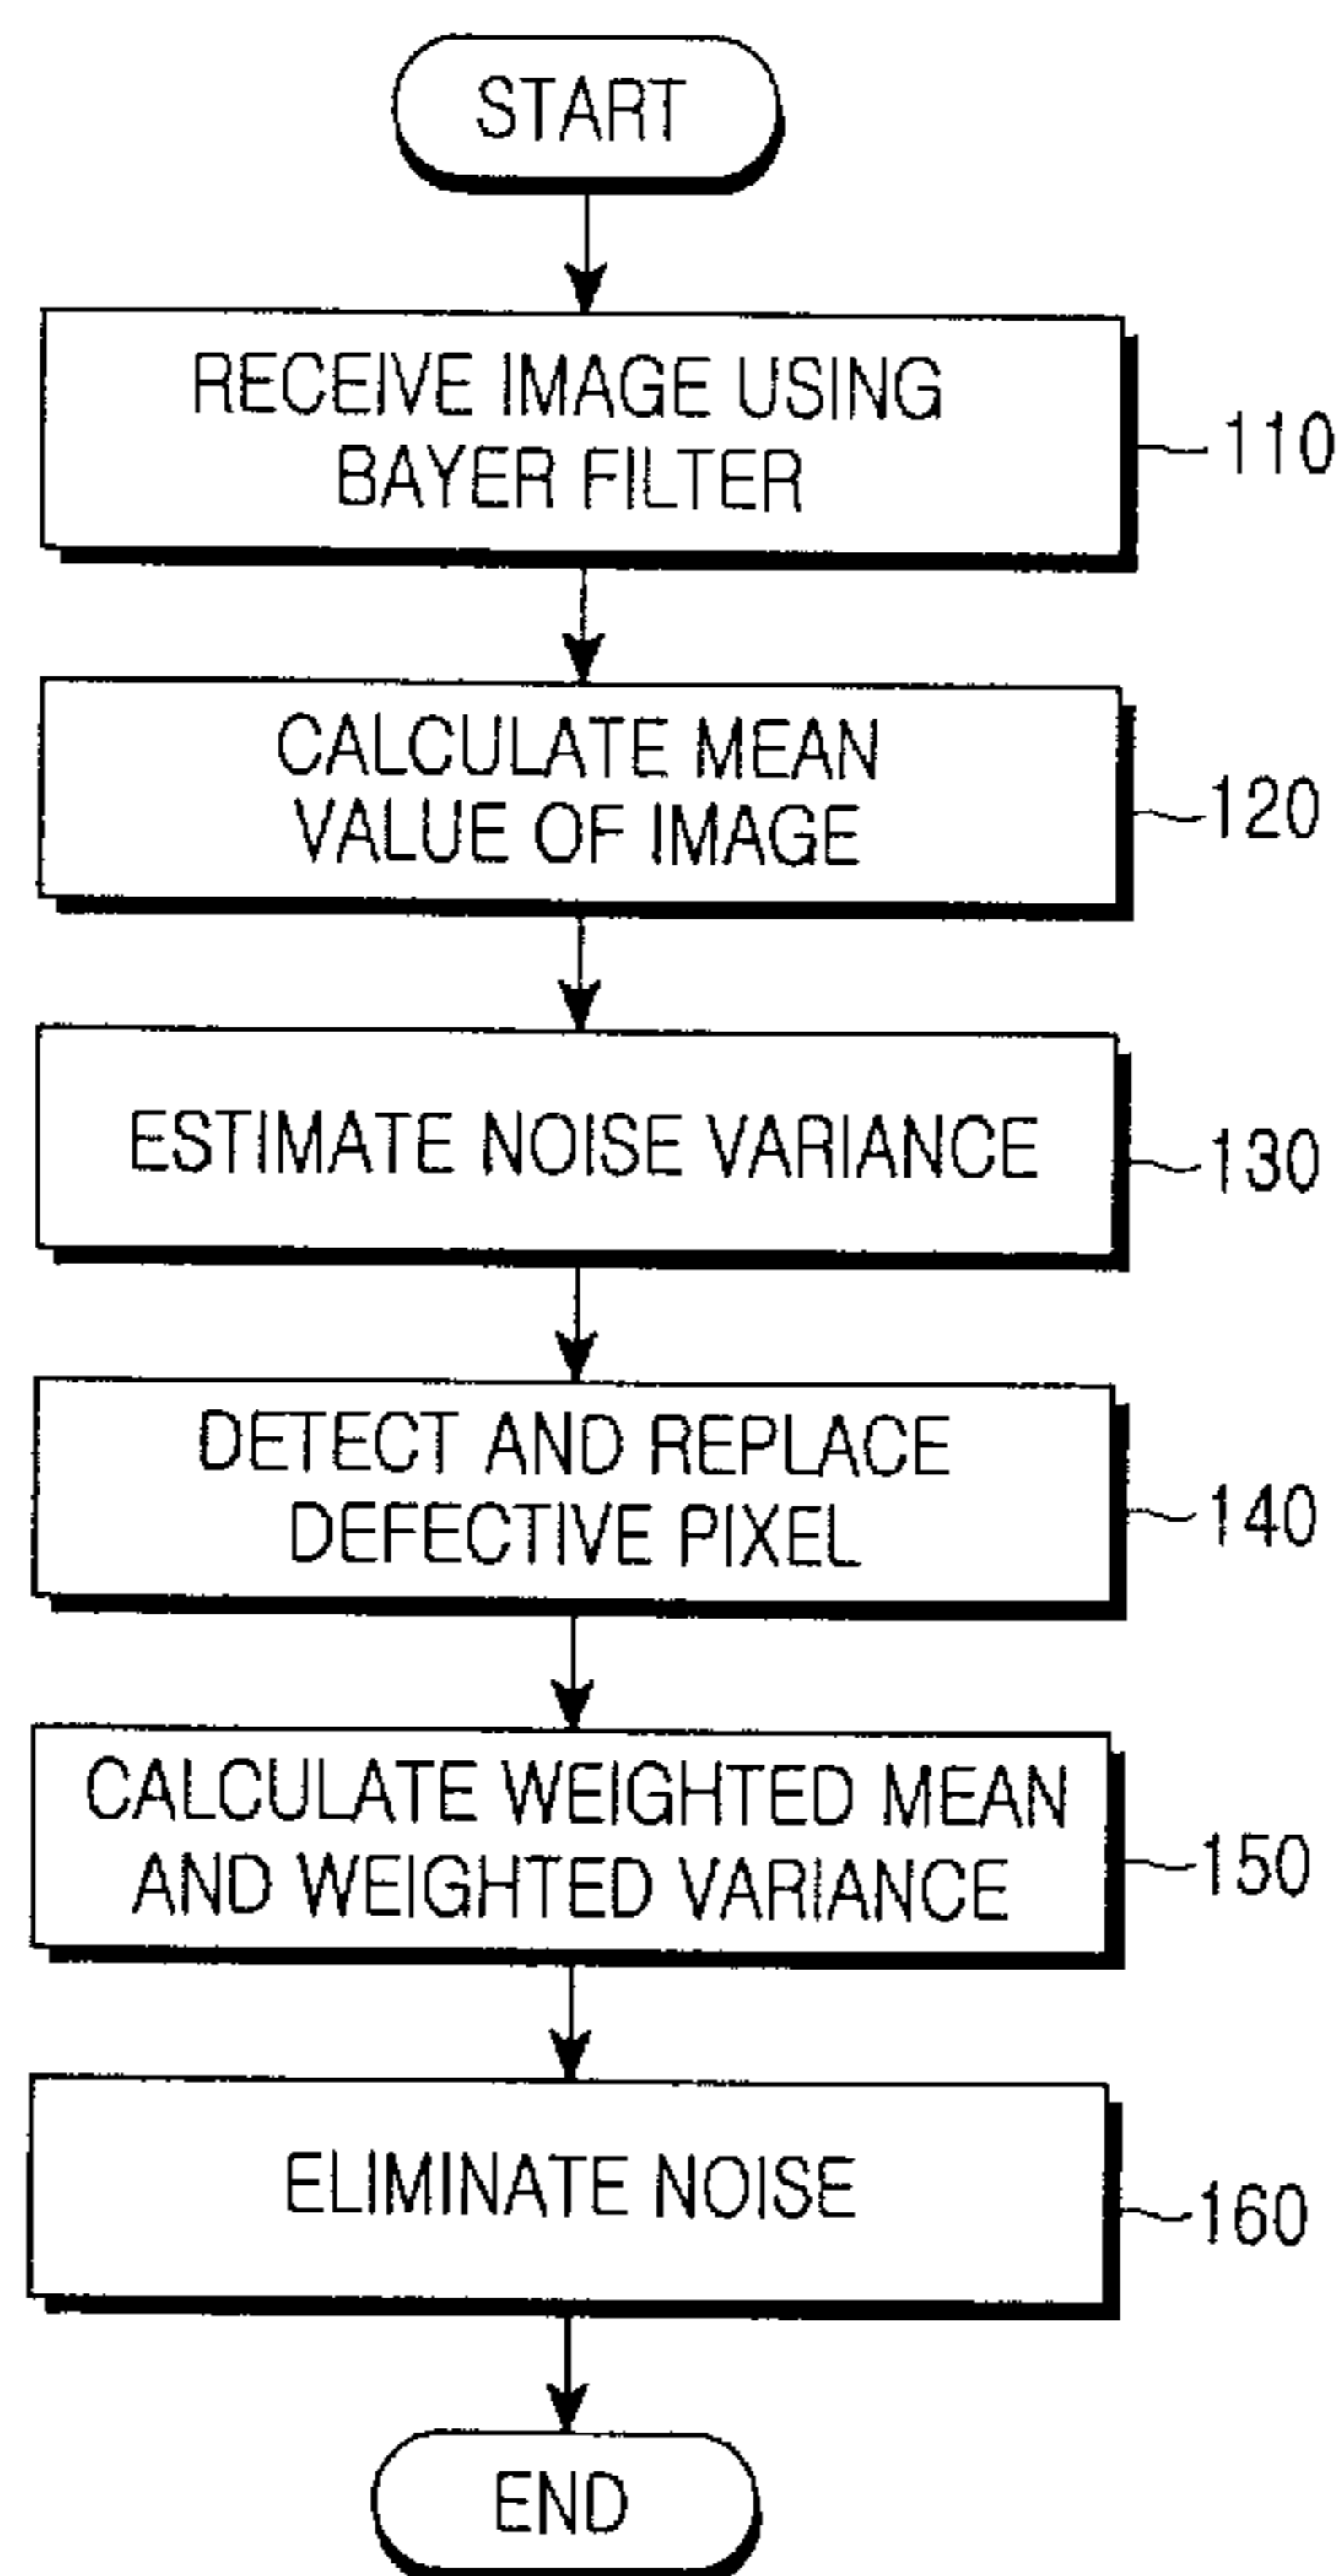 START
RECEIVE IMAGE USING
BAYER FILTER
110
CALCULATE MEAN
VALUE OF IMAGE
120
ESTIMATE NOISE VARIANCE
130
DETECT AND REPLACE
DEFECTIVE PIXEL
140
CALCULATE WEIGHTED MEAN
AND WEIGHTED VARIANCE
150
ELIMINATE NOISE
160
END